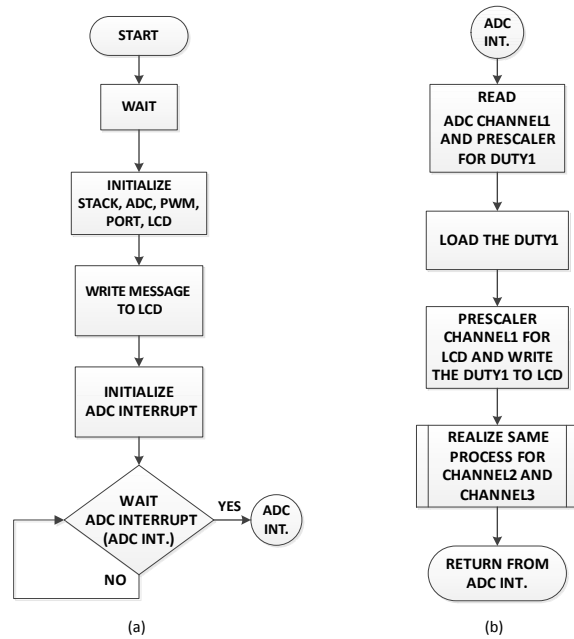 START
WAIT
INITIALIZE
STACK, ADC, PWM,
PORT, LCD
WRITE MESSAGE
TO LCD
INITIALIZE
ADC INTERRUPT
WAIT
ADC INTERRUPT
(ADC INT.)
YES
NO
ADC
INT.
(a)
ADC
INT.
READ
ADC CHANNEL1
AND PRESCALER
FOR DUTY1
LOAD THE DUTY1
PRESCALER
CHANNEL1 FOR
LCD AND WRITE
THE DUTY1 TO LCD
REALIZE SAME
PROCESS FOR
CHANNEL2 AND
CHANNEL3
RETURN FROM
ADC INT.
(b)